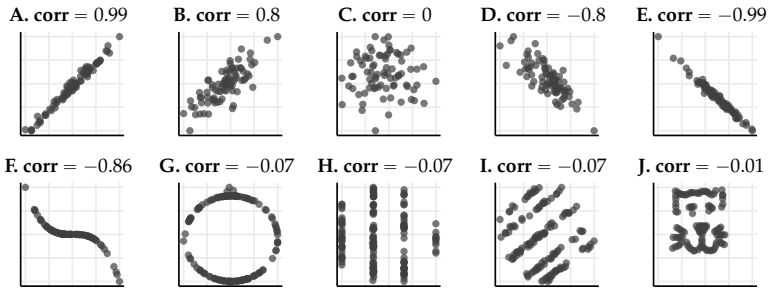 A. corr = 0.99
B. corr = 0.8
C. corr = 0
D. corr = −0.8
E. corr = −0.99
F. corr = −0.86
G. corr = −0.07
H. corr = −0.07
I. corr = −0.07
J. corr = −0.01